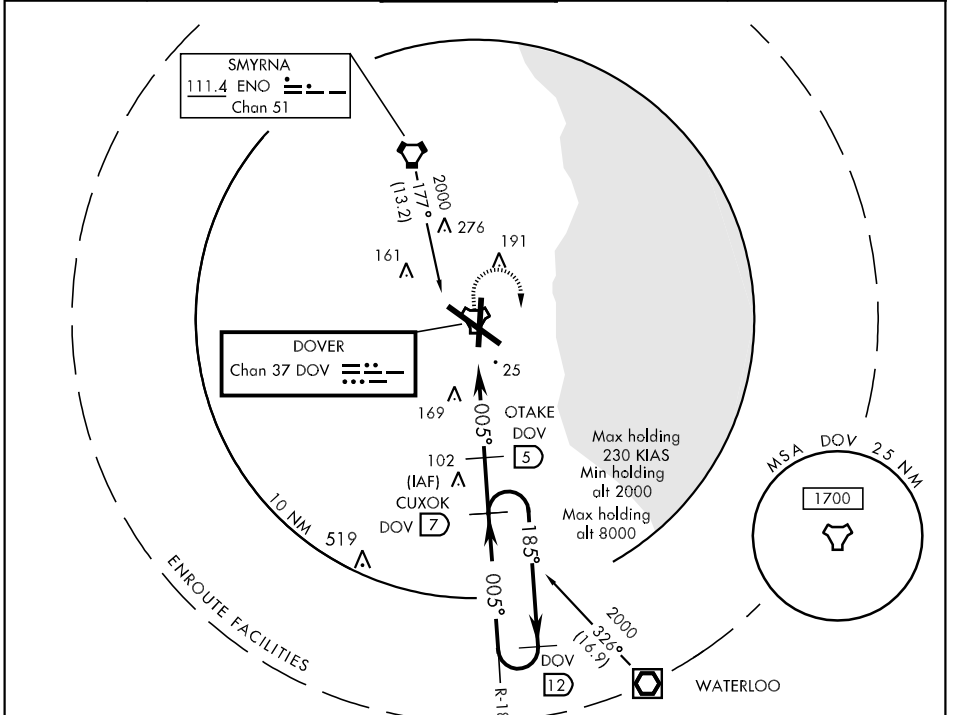 SMYRNA
111.4 ENO
Chan 51
2000
177°
(13.2)
276
191
161
DOVER
Chan 37 DOV
25
169
005°
OTAKE
DOV
5
102
(IAF)
CUXOK
DOV 7
Max holding
230 KIAS
Min holding
alt 2000
Max holding
alt 8000
MSA DOV 25 NM
1700
10 NM
519
185°
005°
ENROUTE FACILITIES
2000
326°
(16.9)
DOV
12
WATERLOO